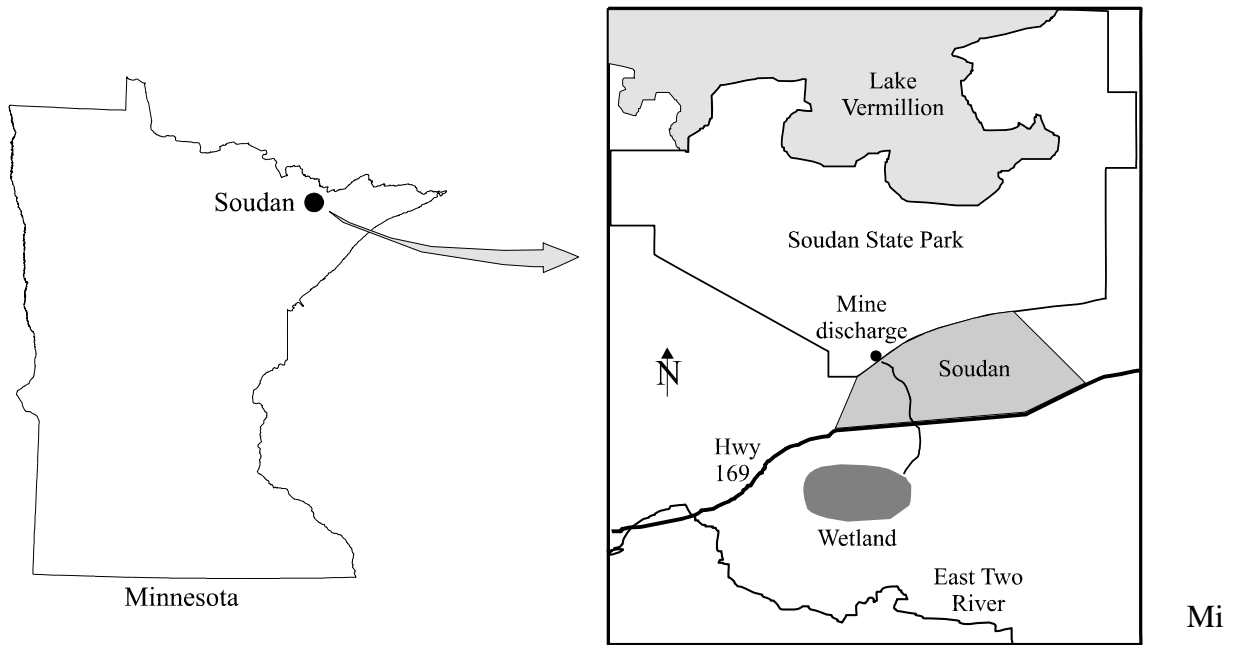 Soudan
Minnesota
Lake
Vermillion
Soudan State Park
Mine
discharge
Soudan
N
Hwy
169
Wetland
East Two
River
Mi